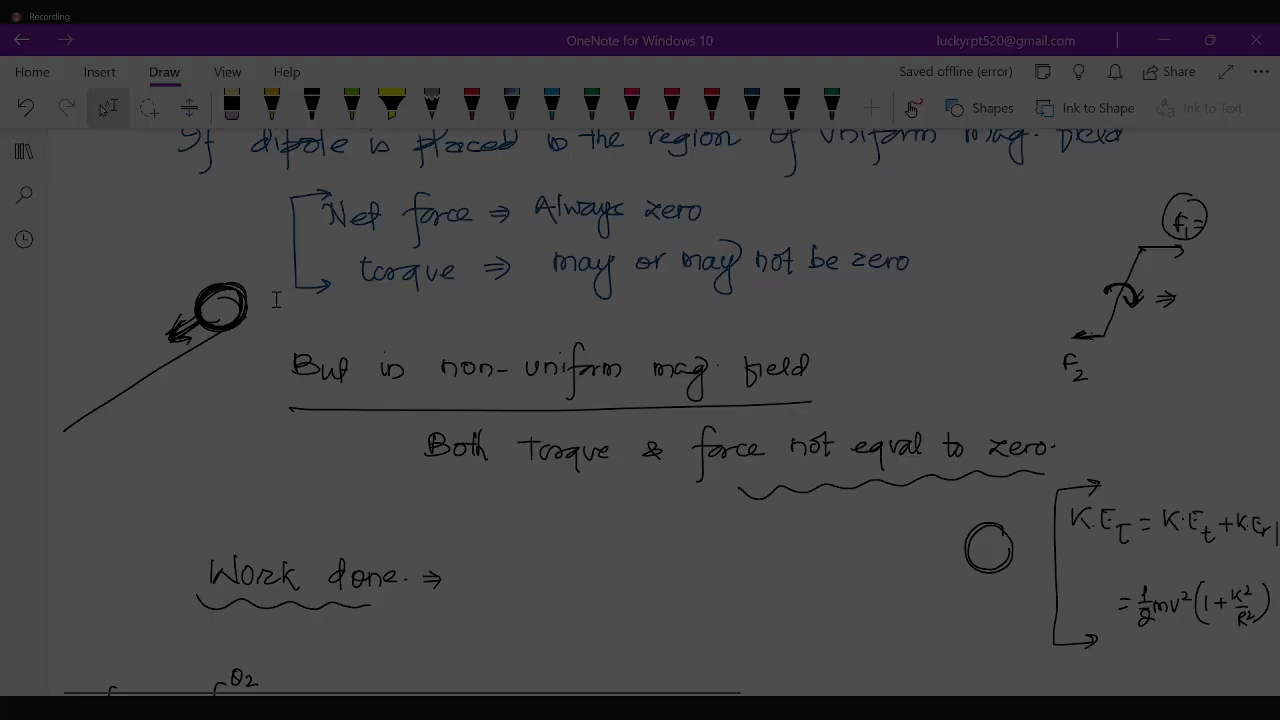 Recording
OneNote for Windows 10
luckyrpt520@gmail.com
Home Insert Draw View Help
Saved offline (error)
Share
Shapes
Ink to Shape
Ink to Text
If dipole is placed in the region of uniform mag. field
Net force ⇒ Always zero
torque ⇒ may or may not be zero
F1=
⇒
F2
But in non-uniform mag. field
Both Torque & force not equal to zero.
K.Eτ = K.Et + K.Er
= 1/2 mv²(1 + K²/R²)
Work done. ⇒
θ2